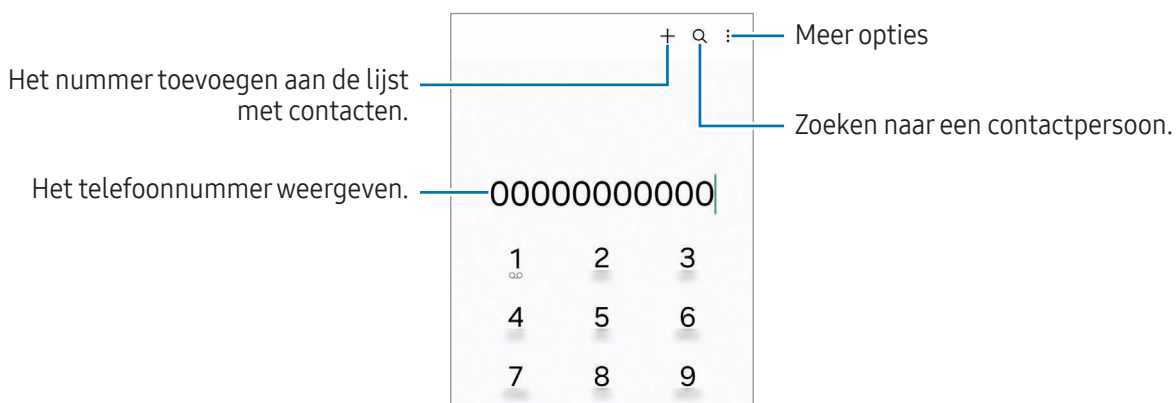 Meer opties
Het nummer toevoegen aan de lijst
met contacten.
Zoeken naar een contactpersoon.
Het telefoonnummer weergeven.
00000000000
1 2 3
4 5 6
7 8 9